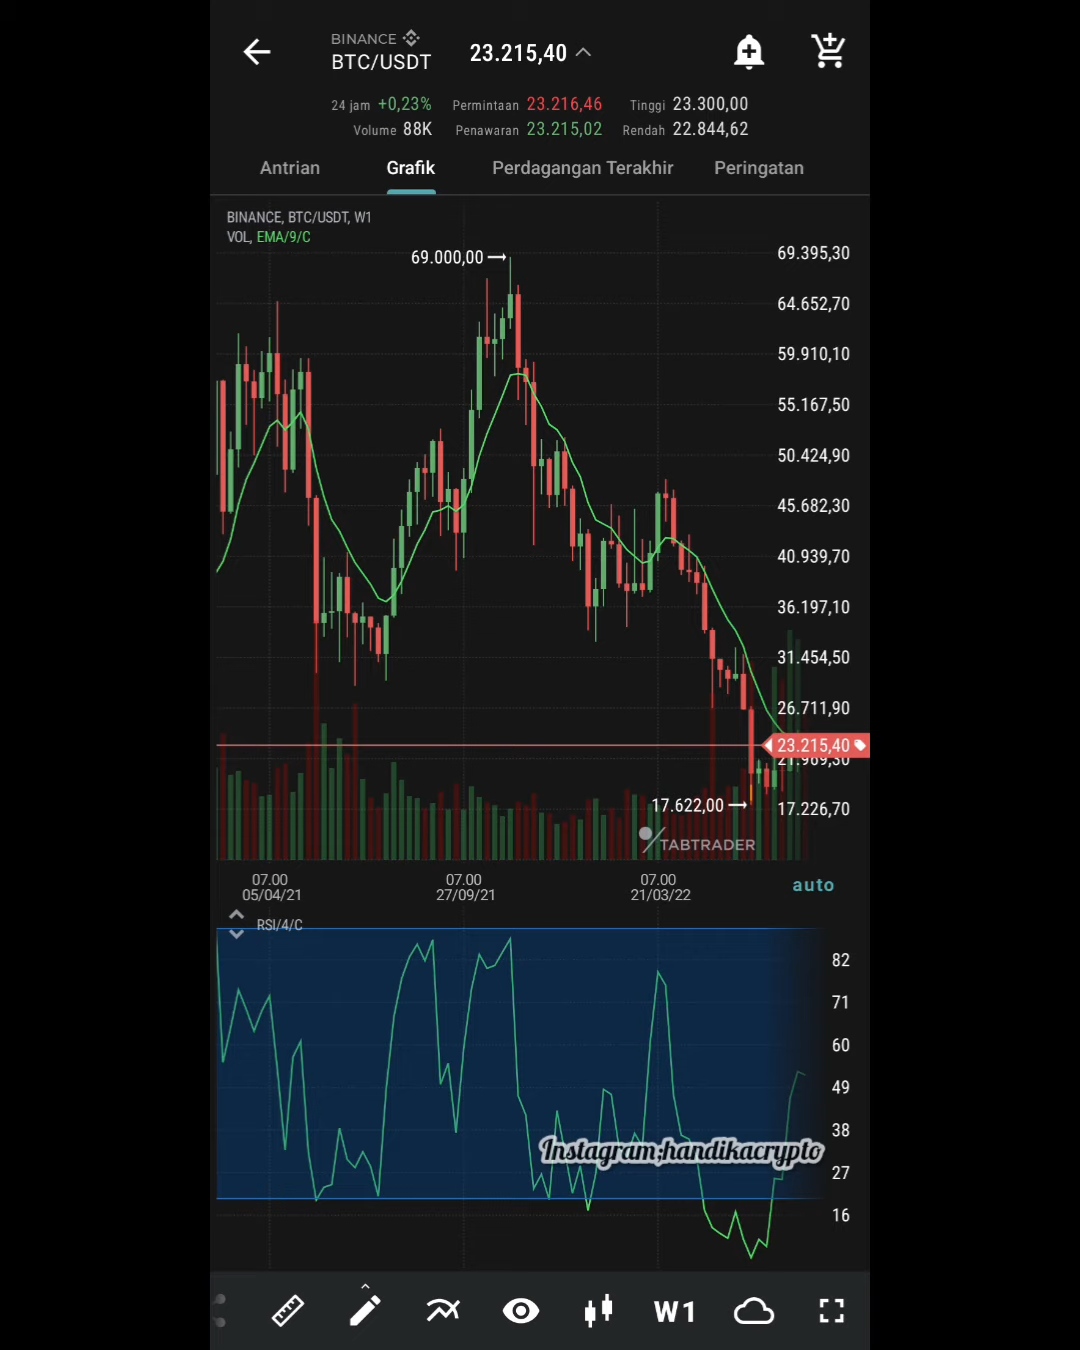 BINANCE
BTC/USDT
23.215,40
24 jam +0,23% Permintaan 23.216,46 Tinggi 23.300,00
Volume 88K Penawaran 23.215,02 Rendah 22.844,62
Antrian Grafik Perdagangan Terakhir Peringatan
BINANCE, BTC/USDT, W1
VOL, EMA/9/C
69.000,00
69.395,30
64.652,70
59.910,10
55.167,50
50.424,90
45.682,30
40.939,70
36.197,10
31.454,50
26.711,90
23.215,40
21.969,30
17.622,00
17.226,70
TABTRADER
07.00 07.00 07.00
05/04/21 27/09/21 21/03/22
auto
RSI/4/C
82
71
60
49
38
Instagram;handikacrypto
27
16
W1